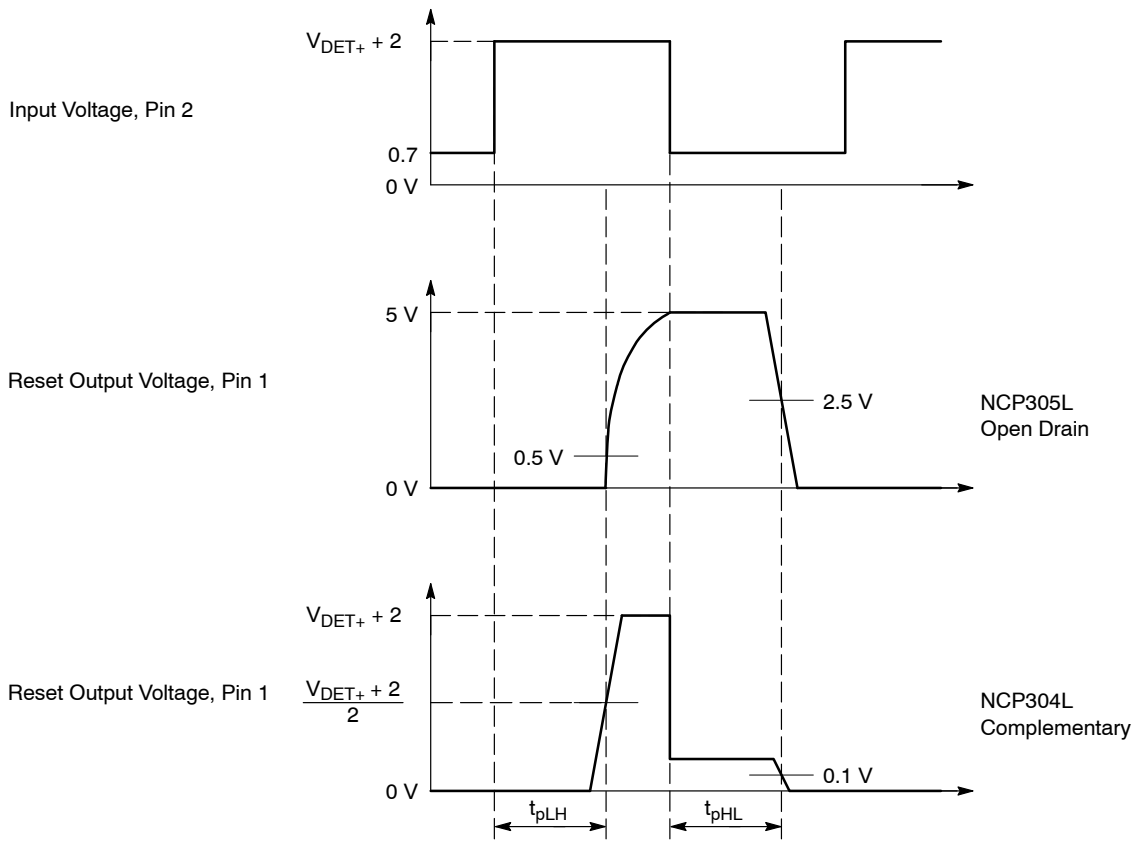 V_DET+ + 2
Input Voltage, Pin 2
0.7
0 V
5 V
Reset Output Voltage, Pin 1
2.5 V
NCP305L
Open Drain
0.5 V
0 V
V_DET+ + 2
Reset Output Voltage, Pin 1
V_DET+ + 2
2
NCP304L
Complementary
0.1 V
0 V
t_pLH
t_pHL